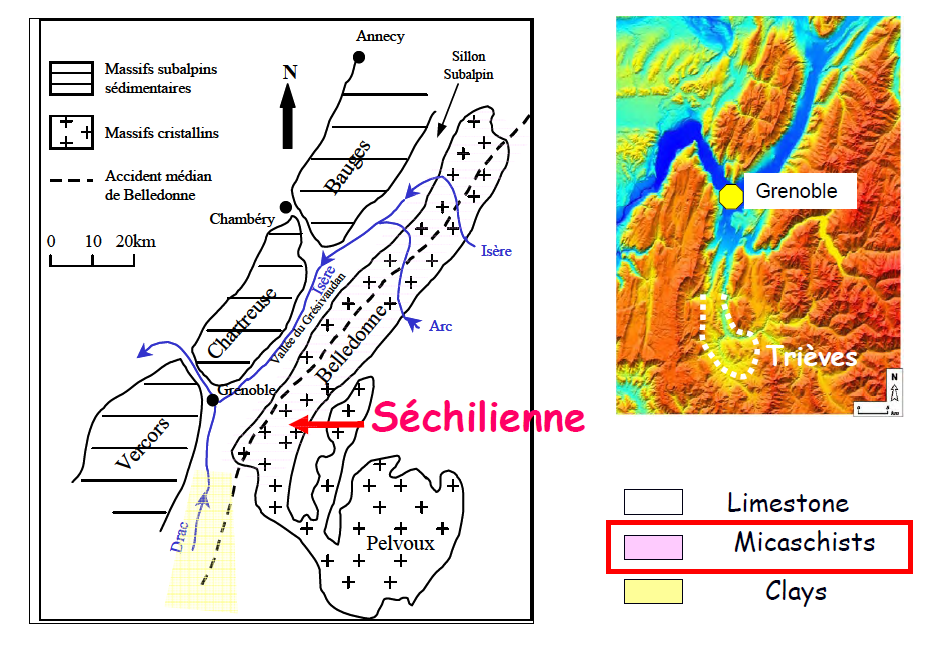 Annecy
Sillon
Subalpin
Massifs subalpins
sédimentaires
N
Massifs cristallins
Accident médian
de Belledonne
Bauges
Chambéry
0 10 20km
Isère
Isère
Vallée du Grésivaudan
Chartreuse
Belledonne
Arc
Grenoble
Séchilienne
Vercors
Drac
Pelvoux
Grenoble
Trièves
N
Limestone
Micaschists
Clays